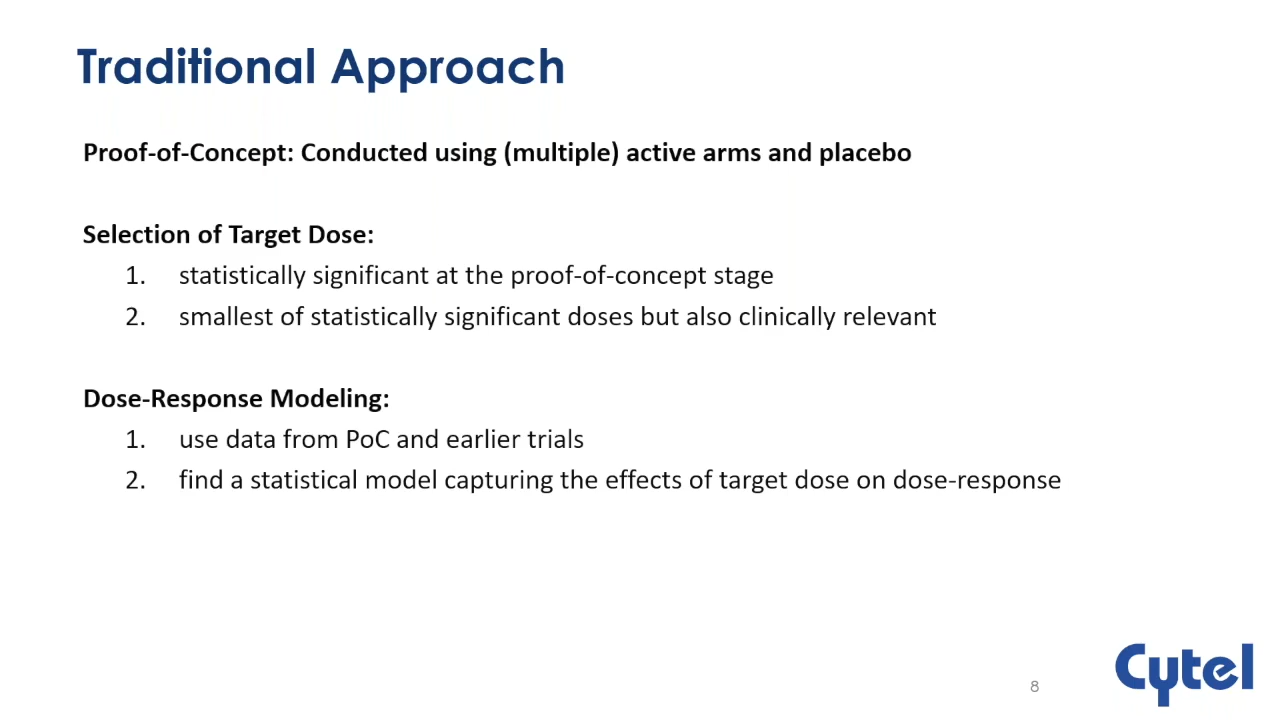 Traditional Approach
Proof-of-Concept: Conducted using (multiple) active arms and placebo
Selection of Target Dose:
1. statistically significant at the proof-of-concept stage
2. smallest of statistically significant doses but also clinically relevant
Dose-Response Modeling:
1. use data from PoC and earlier trials
2. find a statistical model capturing the effects of target dose on dose-response
8
Cytel